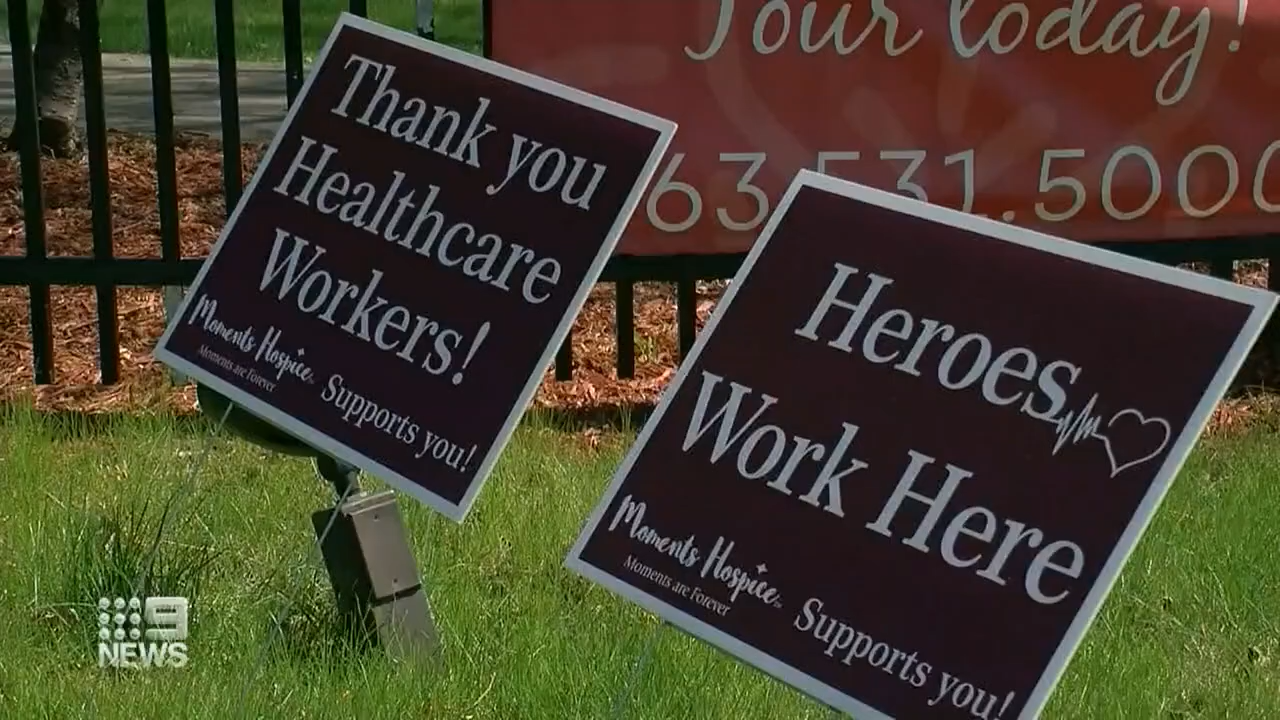 Thank you
Healthcare
Workers!
Moments Hospice
Moments are Forever
Supports you!
Tour today!
63.531.5000
Heroes
Work Here
Moments Hospice
Moments are Forever
Supports you!
9
NEWS